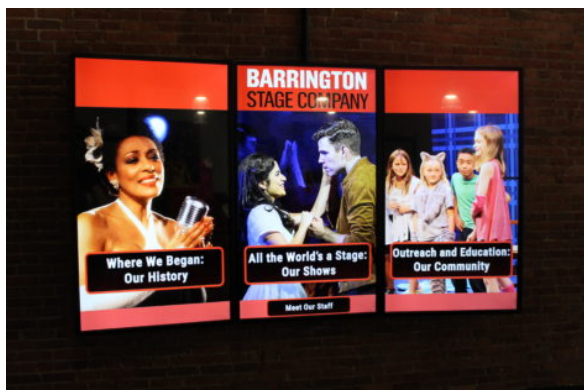 BARRINGTON
STAGE COMPANY
Where We Began:
Our History
All the World's a Stage:
Our Shows
Outreach and Education:
Our Community
Meet Our Staff